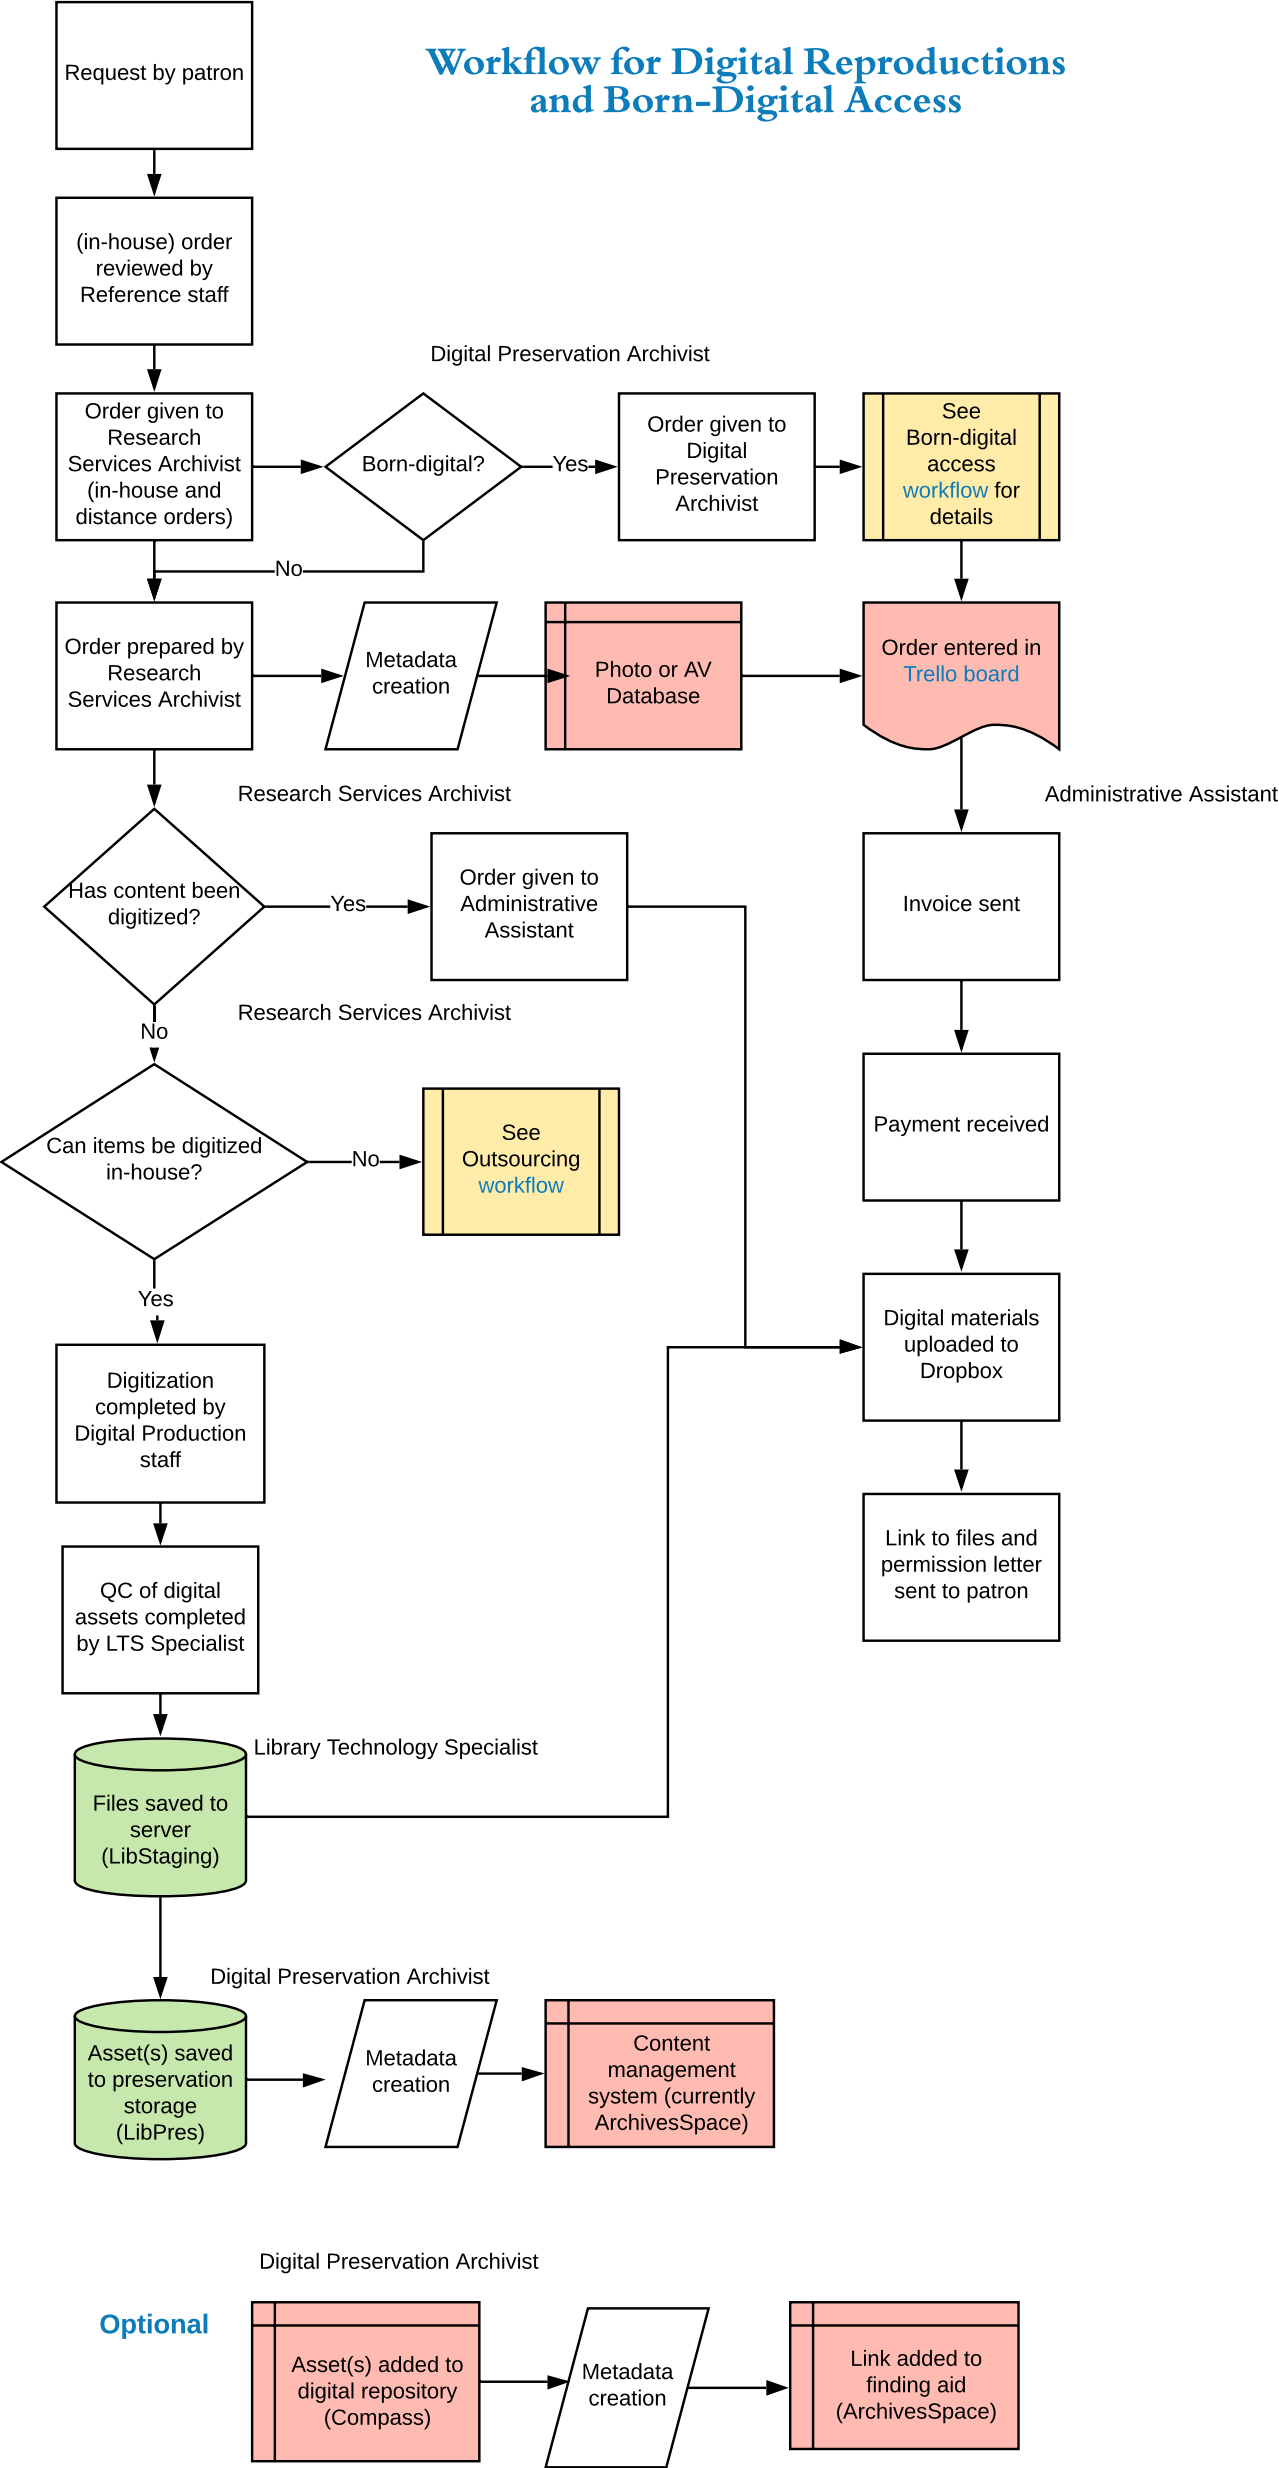 Workflow for Digital Reproductions
and Born-Digital Access
Request by patron
(in-house) order
reviewed by
Reference staff
Digital Preservation Archivist
Order given to
Research
Services Archivist
(in-house and
distance orders)
Born-digital?
Yes
Order given to
Digital
Preservation
Archivist
See
Born-digital
access
workflow for
details
No
Order prepared by
Research
Services Archivist
Metadata
creation
Photo or AV
Database
Order entered in
Trello board
Research Services Archivist
Administrative Assistant
Has content been
digitized?
Yes
Order given to
Administrative
Assistant
Invoice sent
Research Services Archivist
No
Can items be digitized
in-house?
No
See
Outsourcing
workflow
Payment received
Yes
Digitization
completed by
Digital Production
staff
Digital materials
uploaded to
Dropbox
QC of digital
assets completed
by LTS Specialist
Link to files and
permission letter
sent to patron
Library Technology Specialist
Files saved to
server
(LibStaging)
Digital Preservation Archivist
Asset(s) saved
to preservation
storage
(LibPres)
Metadata
creation
Content
management
system (currently
ArchivesSpace)
Digital Preservation Archivist
Optional
Asset(s) added to
digital repository
(Compass)
Metadata
creation
Link added to
finding aid
(ArchivesSpace)